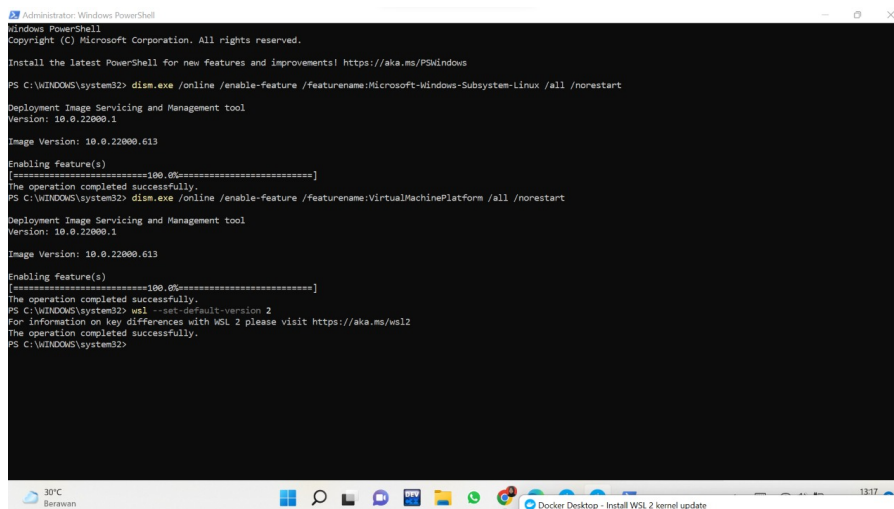 Administrator: Windows PowerShell
Windows PowerShell
Copyright (C) Microsoft Corporation. All rights reserved.
Install the latest PowerShell for new features and improvements! https://aka.ms/PSWindows
PS C:\WINDOWS\system32> dism.exe /online /enable-feature /featurename:Microsoft-Windows-Subsystem-Linux /all /norestart
Deployment Image Servicing and Management tool
Version: 10.0.22000.1
Image Version: 10.0.22000.613
Enabling feature(s)
[==========================100.0%==========================]
The operation completed successfully.
PS C:\WINDOWS\system32> dism.exe /online /enable-feature /featurename:VirtualMachinePlatform /all /norestart
Deployment Image Servicing and Management tool
Version: 10.0.22000.1
Image Version: 10.0.22000.613
Enabling feature(s)
[==========================100.0%==========================]
The operation completed successfully.
PS C:\WINDOWS\system32> wsl --set-default-version 2
For information on key differences with WSL 2 please visit https://aka.ms/wsl2
The operation completed successfully.
PS C:\WINDOWS\system32>
30°C
Berawan
DEV
Docker Desktop - Install WSL 2 kernel update
13:17